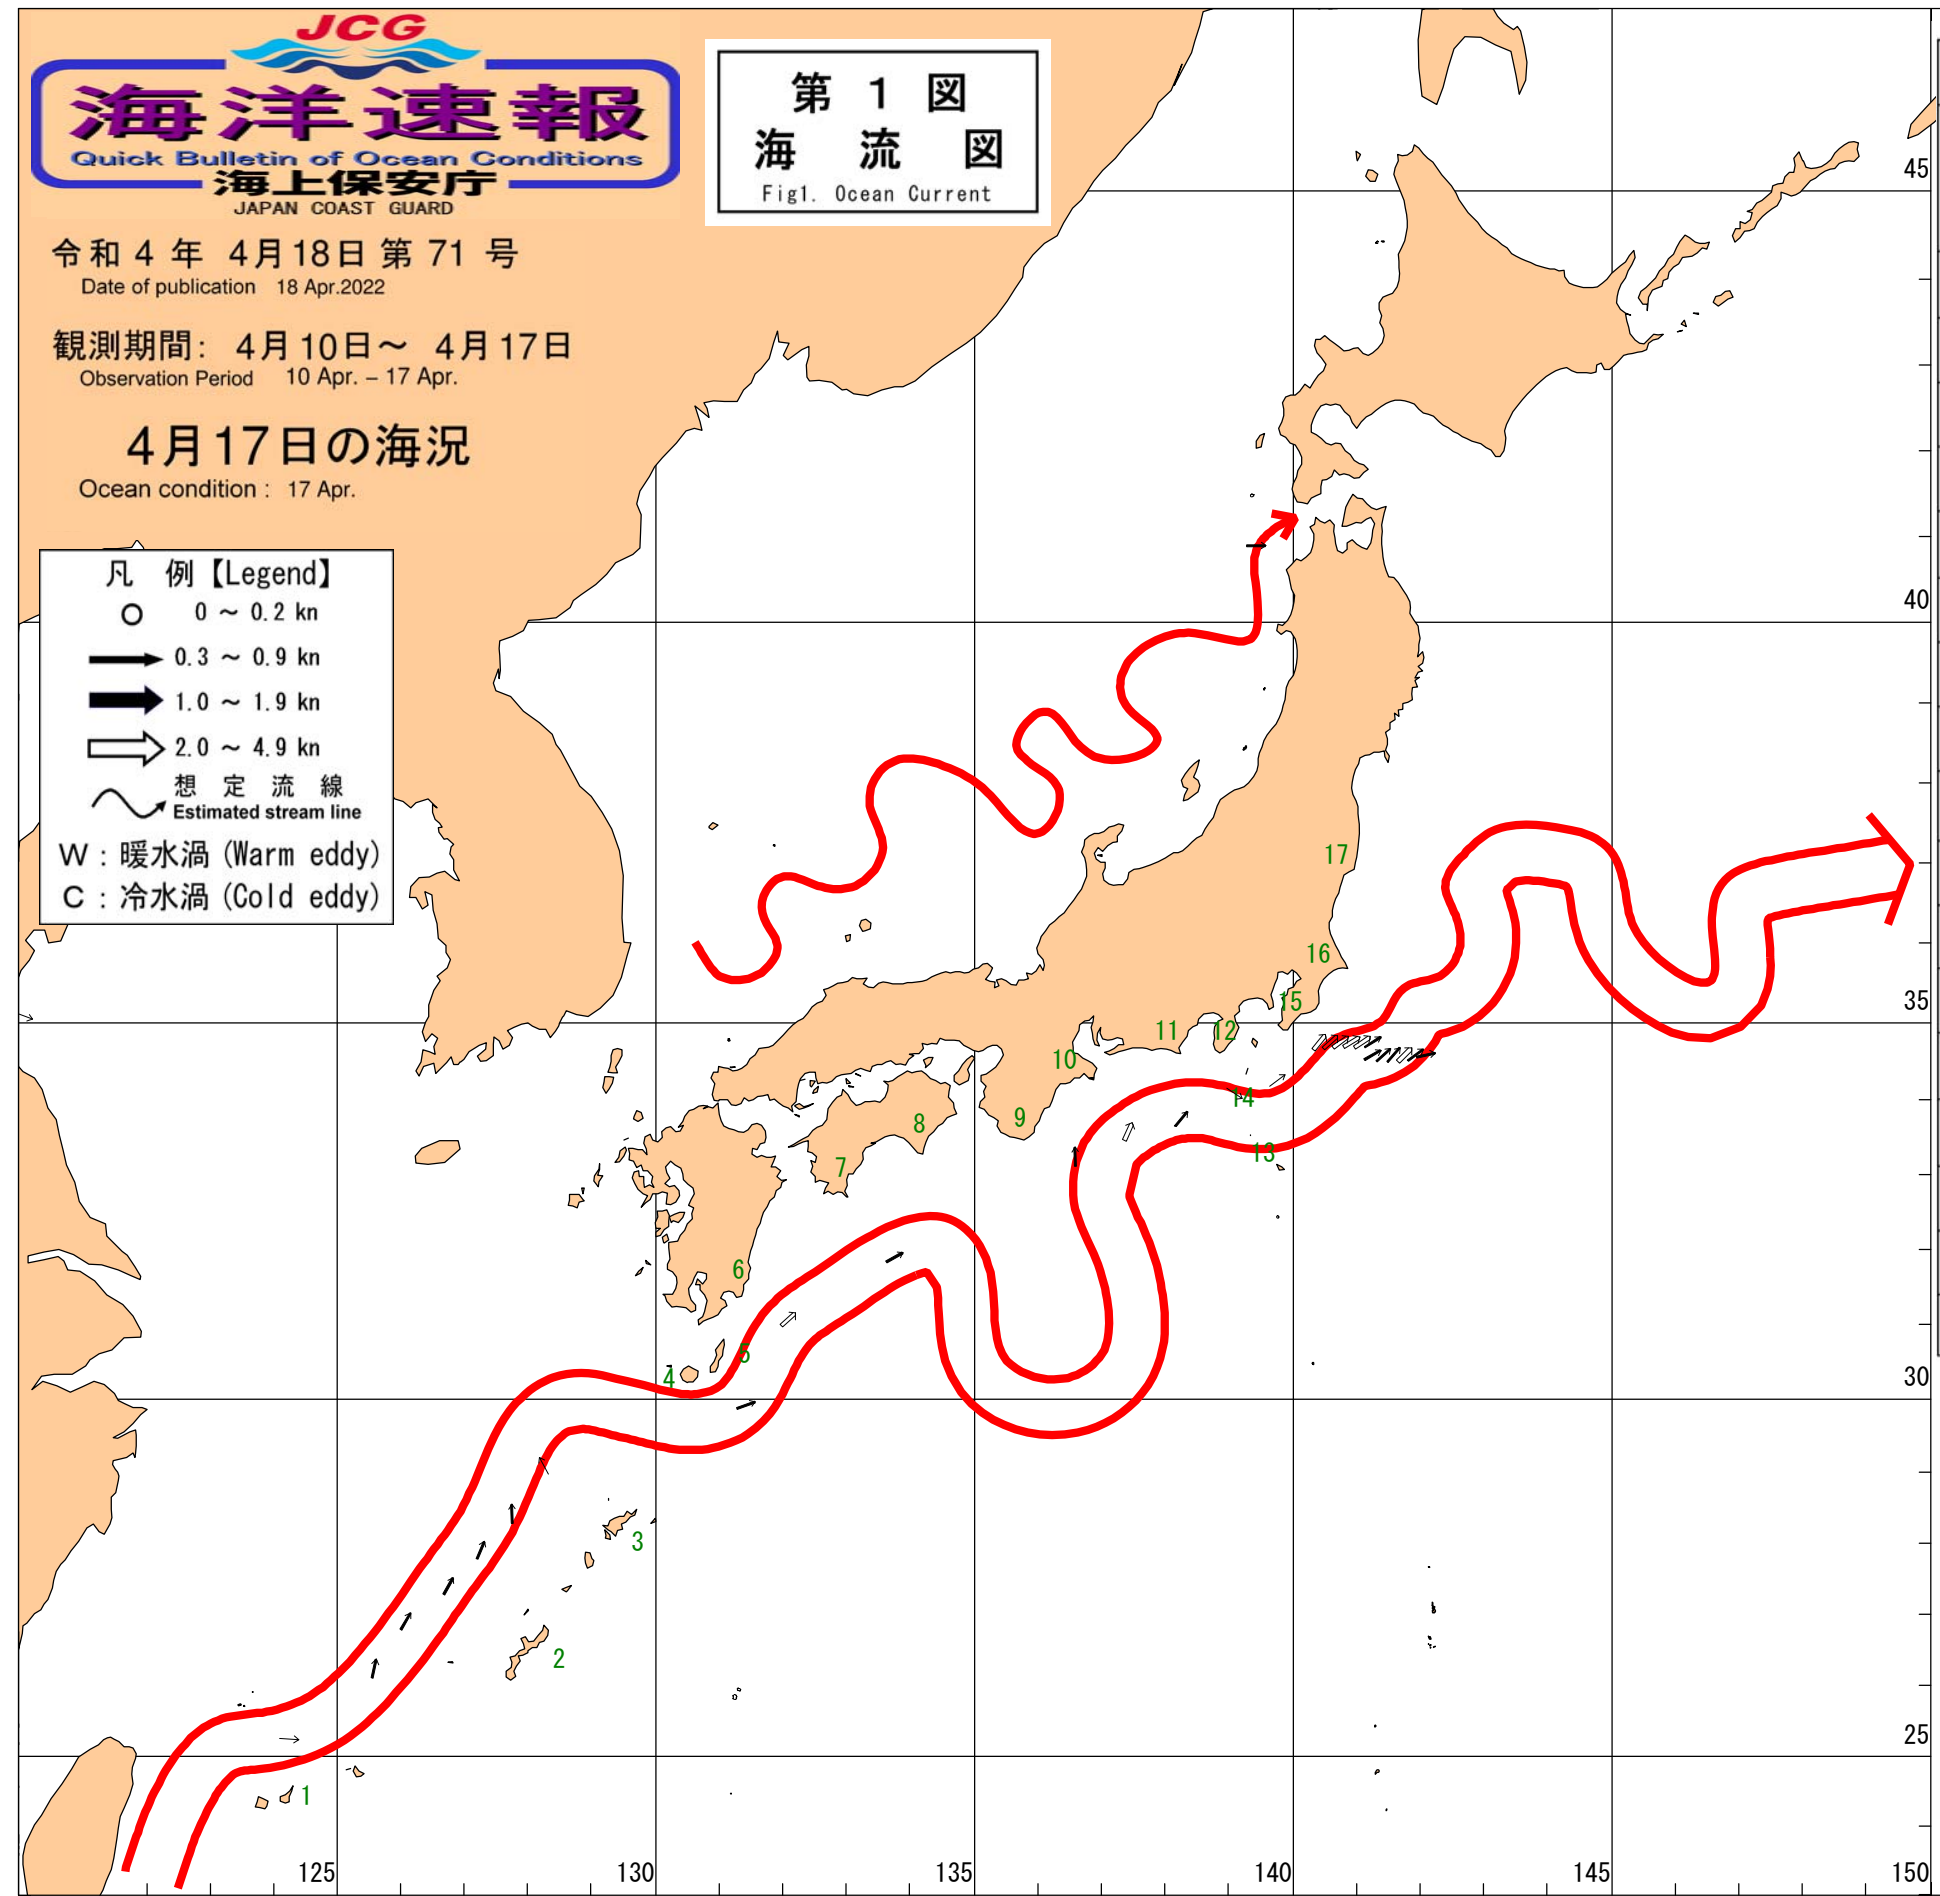 JCG
海洋速報
Quick Bulletin of Ocean Conditions
海上保安庁
JAPAN COAST GUARD
第 1 図
海 流 図
Fig1. Ocean Current
令和 4 年 4月18日 第 71 号
Date of publication 18 Apr.2022
観測期間: 4月10日～ 4月17日
Observation Period 10 Apr. – 17 Apr.
4月17日の海況
Ocean condition : 17 Apr.
凡 例【Legend】
0 ～ 0.2 kn
0.3 ～ 0.9 kn
1.0 ～ 1.9 kn
2.0 ～ 4.9 kn
想 定 流 線
Estimated stream line
W : 暖水渦 (Warm eddy)
C : 冷水渦 (Cold eddy)
45
40
17
16
35
15
12
11
10
14
9
8
13
7
6
5
4
30
3
2
25
1
125
130
135
140
145
150